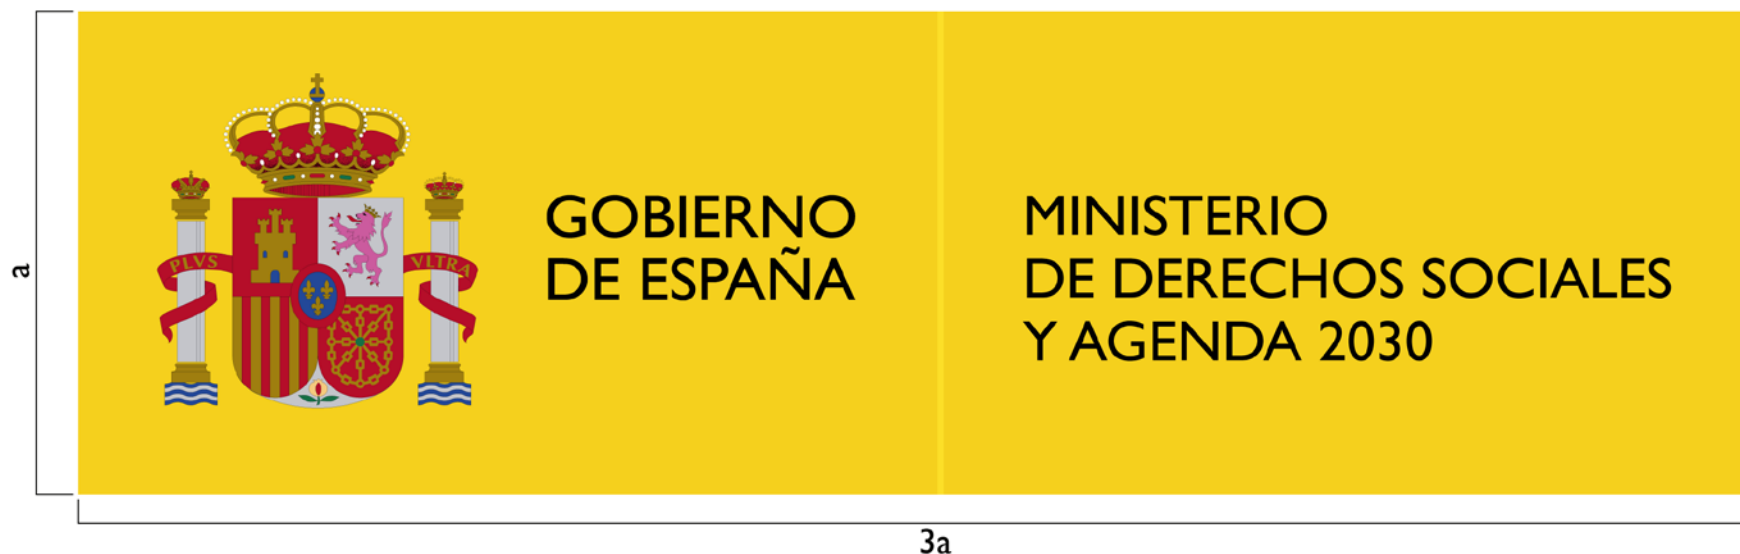 PLVS
VLTRA
GOBIERNO
DE ESPAÑA
MINISTERIO
DE DERECHOS SOCIALES
Y AGENDA 2030
a
3a